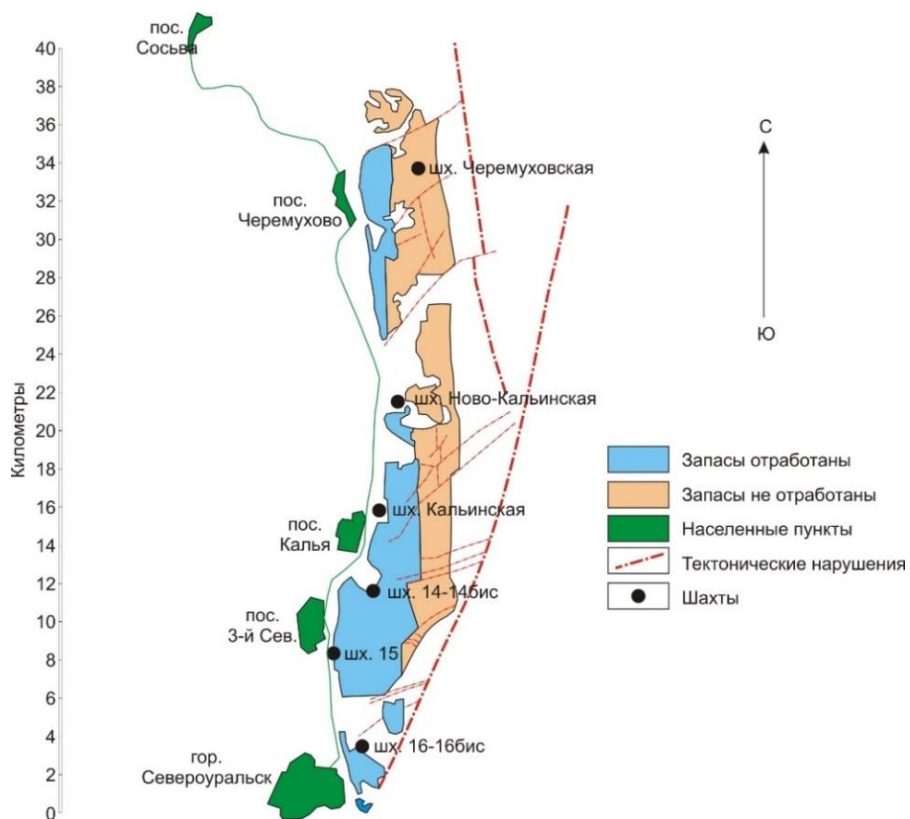 пос.
Сосьва
40
38
36
34
32
30
28
26
24
22
20
18
16
14
12
10
8
6
4
2
0
Километры
С
Ю
шх. Черемуховская
пос.
Черемухово
шх. Ново-Кальинская
шх. Кальинская
пос.
Калья
шх. 14-14бис
пос.
3-й Сев.
шх. 15
шх. 16-16бис
гор.
Североуральск
Запасы отработаны
Запасы не отработаны
Населенные пункты
Тектонические нарушения
Шахты